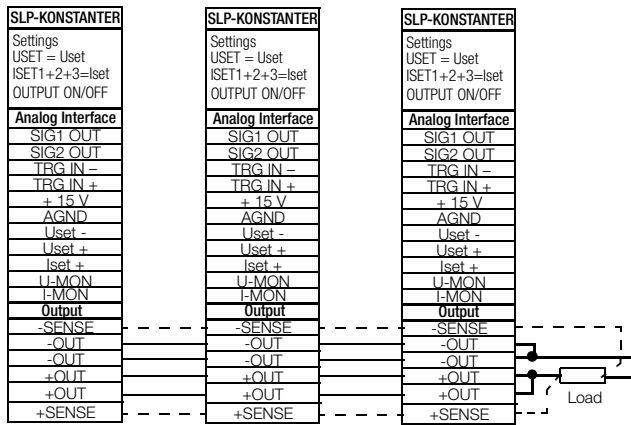 SLP-KONSTANTER
Settings
USET = Uset
ISET1+2+3=Iset
OUTPUT ON/OFF
Analog Interface
SIG1 OUT
SIG2 OUT
TRG IN –
TRG IN +
+ 15 V
AGND
Uset -
Uset +
Iset +
U-MON
I-MON
Output
-SENSE
-OUT
-OUT
+OUT
+OUT
+SENSE
SLP-KONSTANTER
Settings
USET = Uset
ISET1+2+3=Iset
OUTPUT ON/OFF
Analog Interface
SIG1 OUT
SIG2 OUT
TRG IN –
TRG IN +
+ 15 V
AGND
Uset -
Uset +
Iset +
U-MON
I-MON
Output
-SENSE
-OUT
-OUT
+OUT
+OUT
+SENSE
SLP-KONSTANTER
Settings
USET = Uset
ISET1+2+3=Iset
OUTPUT ON/OFF
Analog Interface
SIG1 OUT
SIG2 OUT
TRG IN –
TRG IN +
+ 15 V
AGND
Uset -
Uset +
Iset +
U-MON
I-MON
Output
-SENSE
-OUT
-OUT
+OUT
+OUT
+SENSE
Load